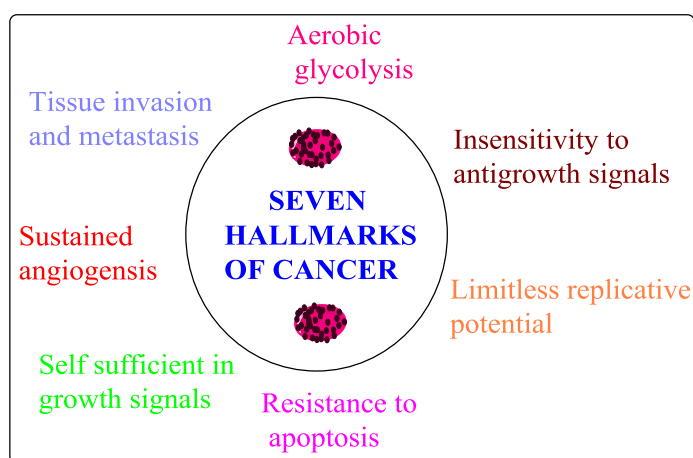 Aerobic
glycolysis
Tissue invasion
and metastasis
Insensitivity to
antigrowth signals
SEVEN
HALLMARKS
OF CANCER
Sustained
angiogensis
Limitless replicative
potential
Self sufficient in
growth signals
Resistance to
apoptosis